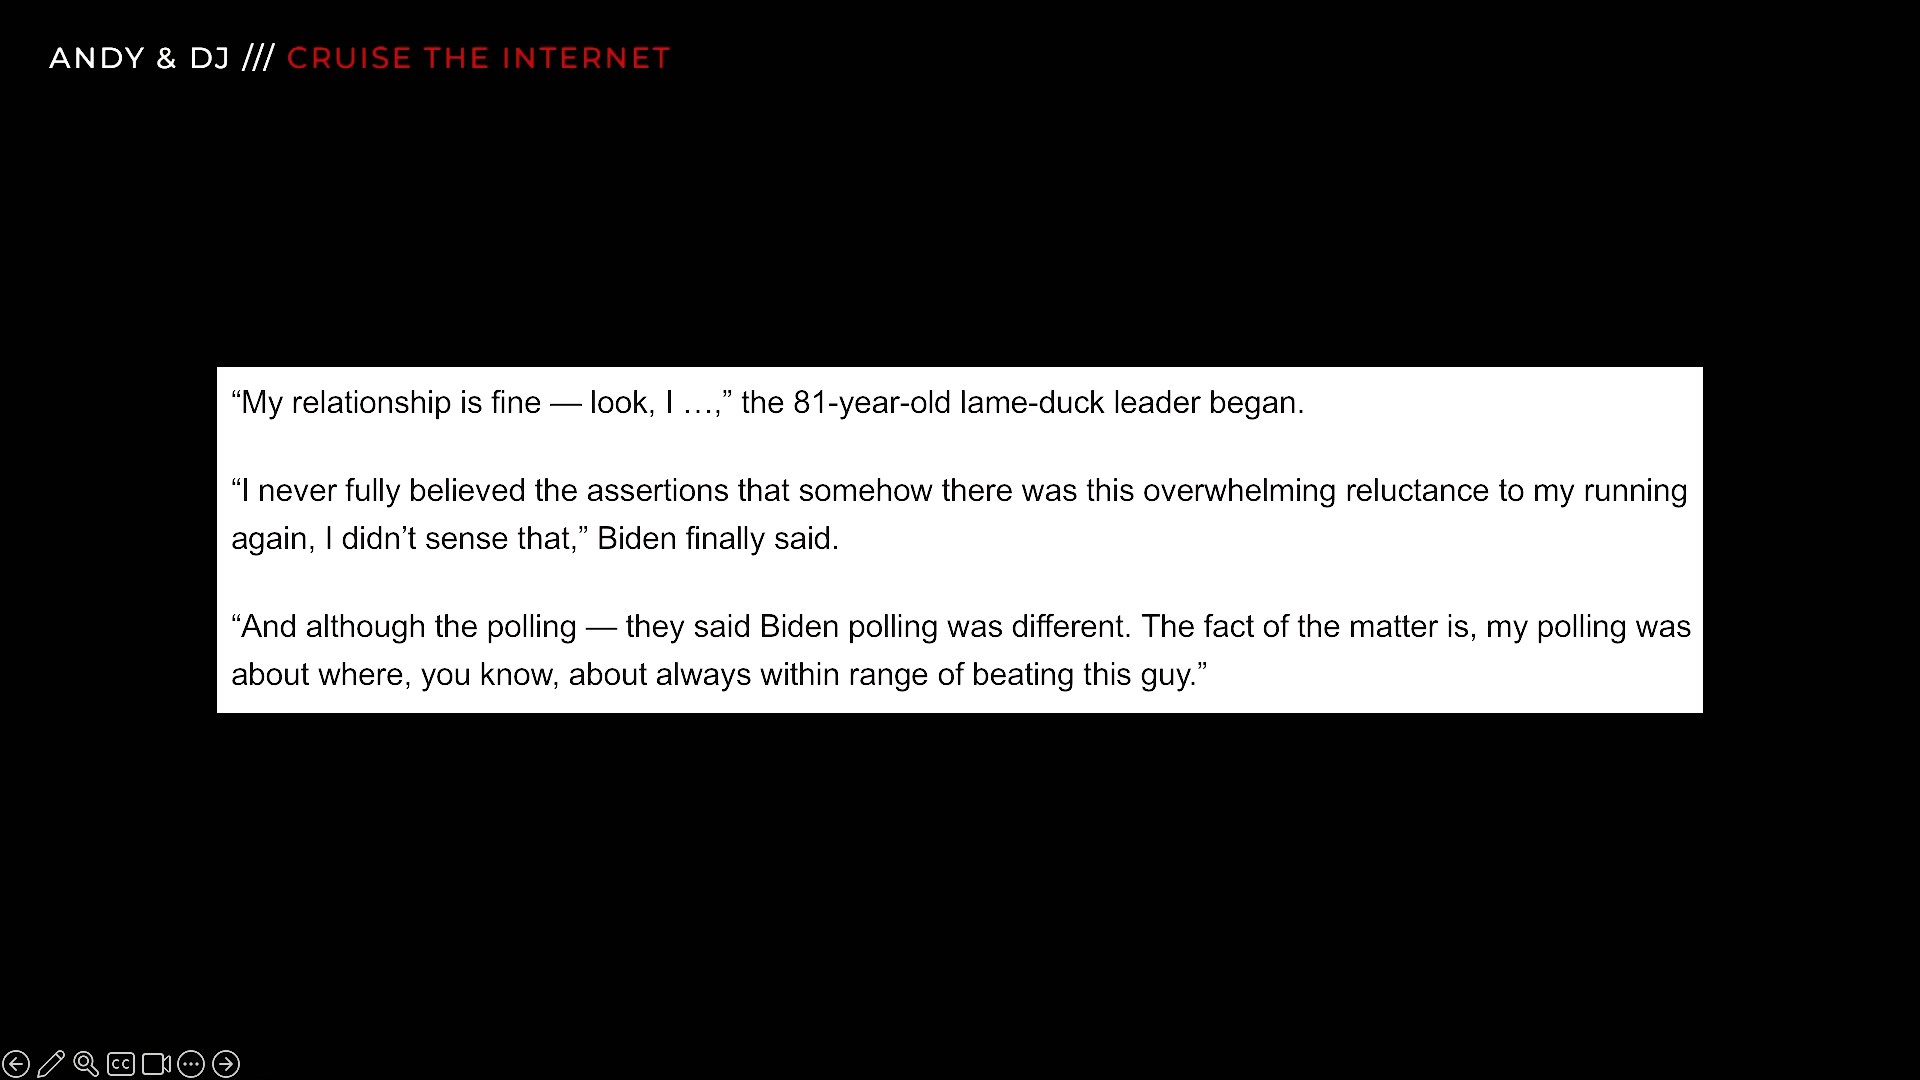 ANDY & DJ /// CRUISE THE INTERNET
“My relationship is fine — look, I …,” the 81-year-old lame-duck leader began.
“I never fully believed the assertions that somehow there was this overwhelming reluctance to my running
again, I didn’t sense that,” Biden finally said.
“And although the polling — they said Biden polling was different. The fact of the matter is, my polling was
about where, you know, about always within range of beating this guy.”
CC